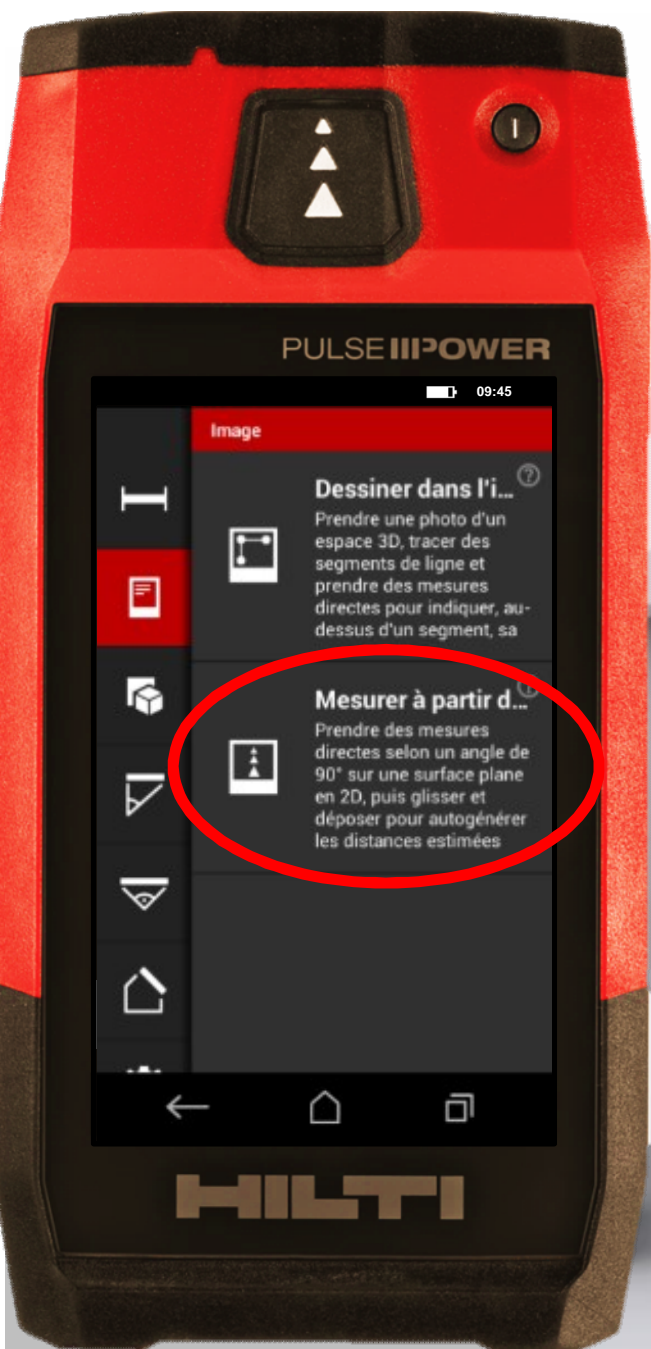 PULSE POWER
09:45
Image
Dessiner dans l'i...
Prendre une photo d'un
espace 3D, tracer des
segments de ligne et
prendre des mesures
directes pour indiquer, au-
dessus d'un segment, sa
Mesurer à partir d...
Prendre des mesures
directes selon un angle de
90° sur une surface plane
en 2D, puis glisser et
déposer pour autogénérer
les distances estimées
HILTI